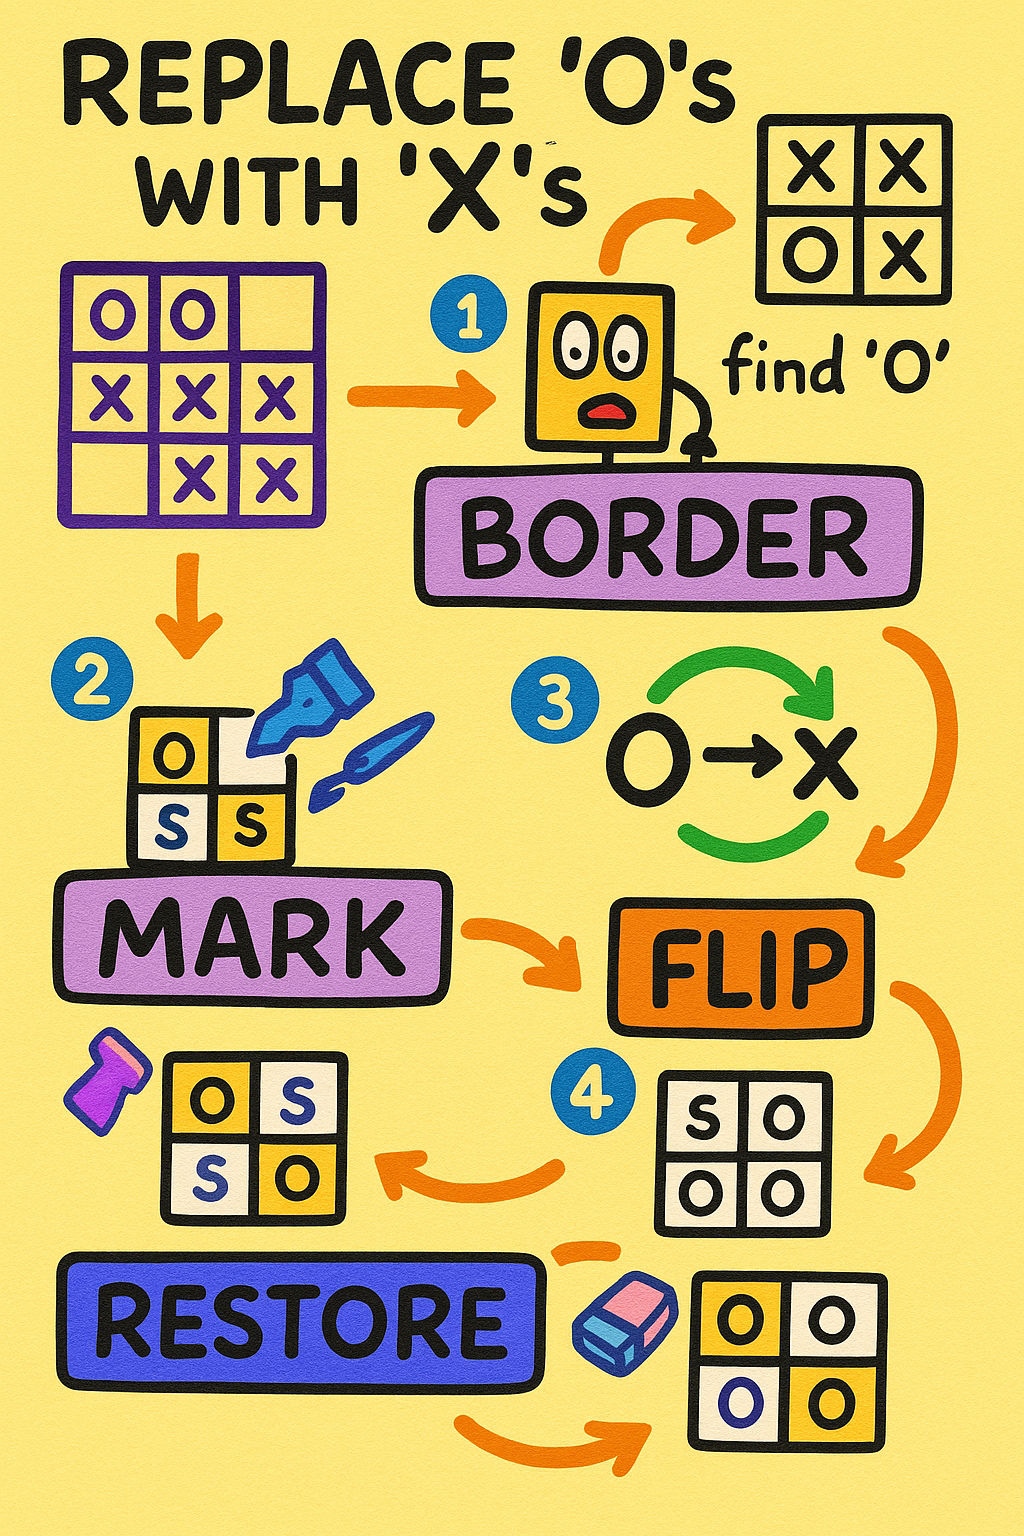 REPLACE 'O's
WITH 'X's
X X
O X
find 'O'
O O
X X X
X X
1
BORDER
2
O
S S
MARK
3
O → X
FLIP
O S
S O
4
S O
O O
RESTORE
O O
O O